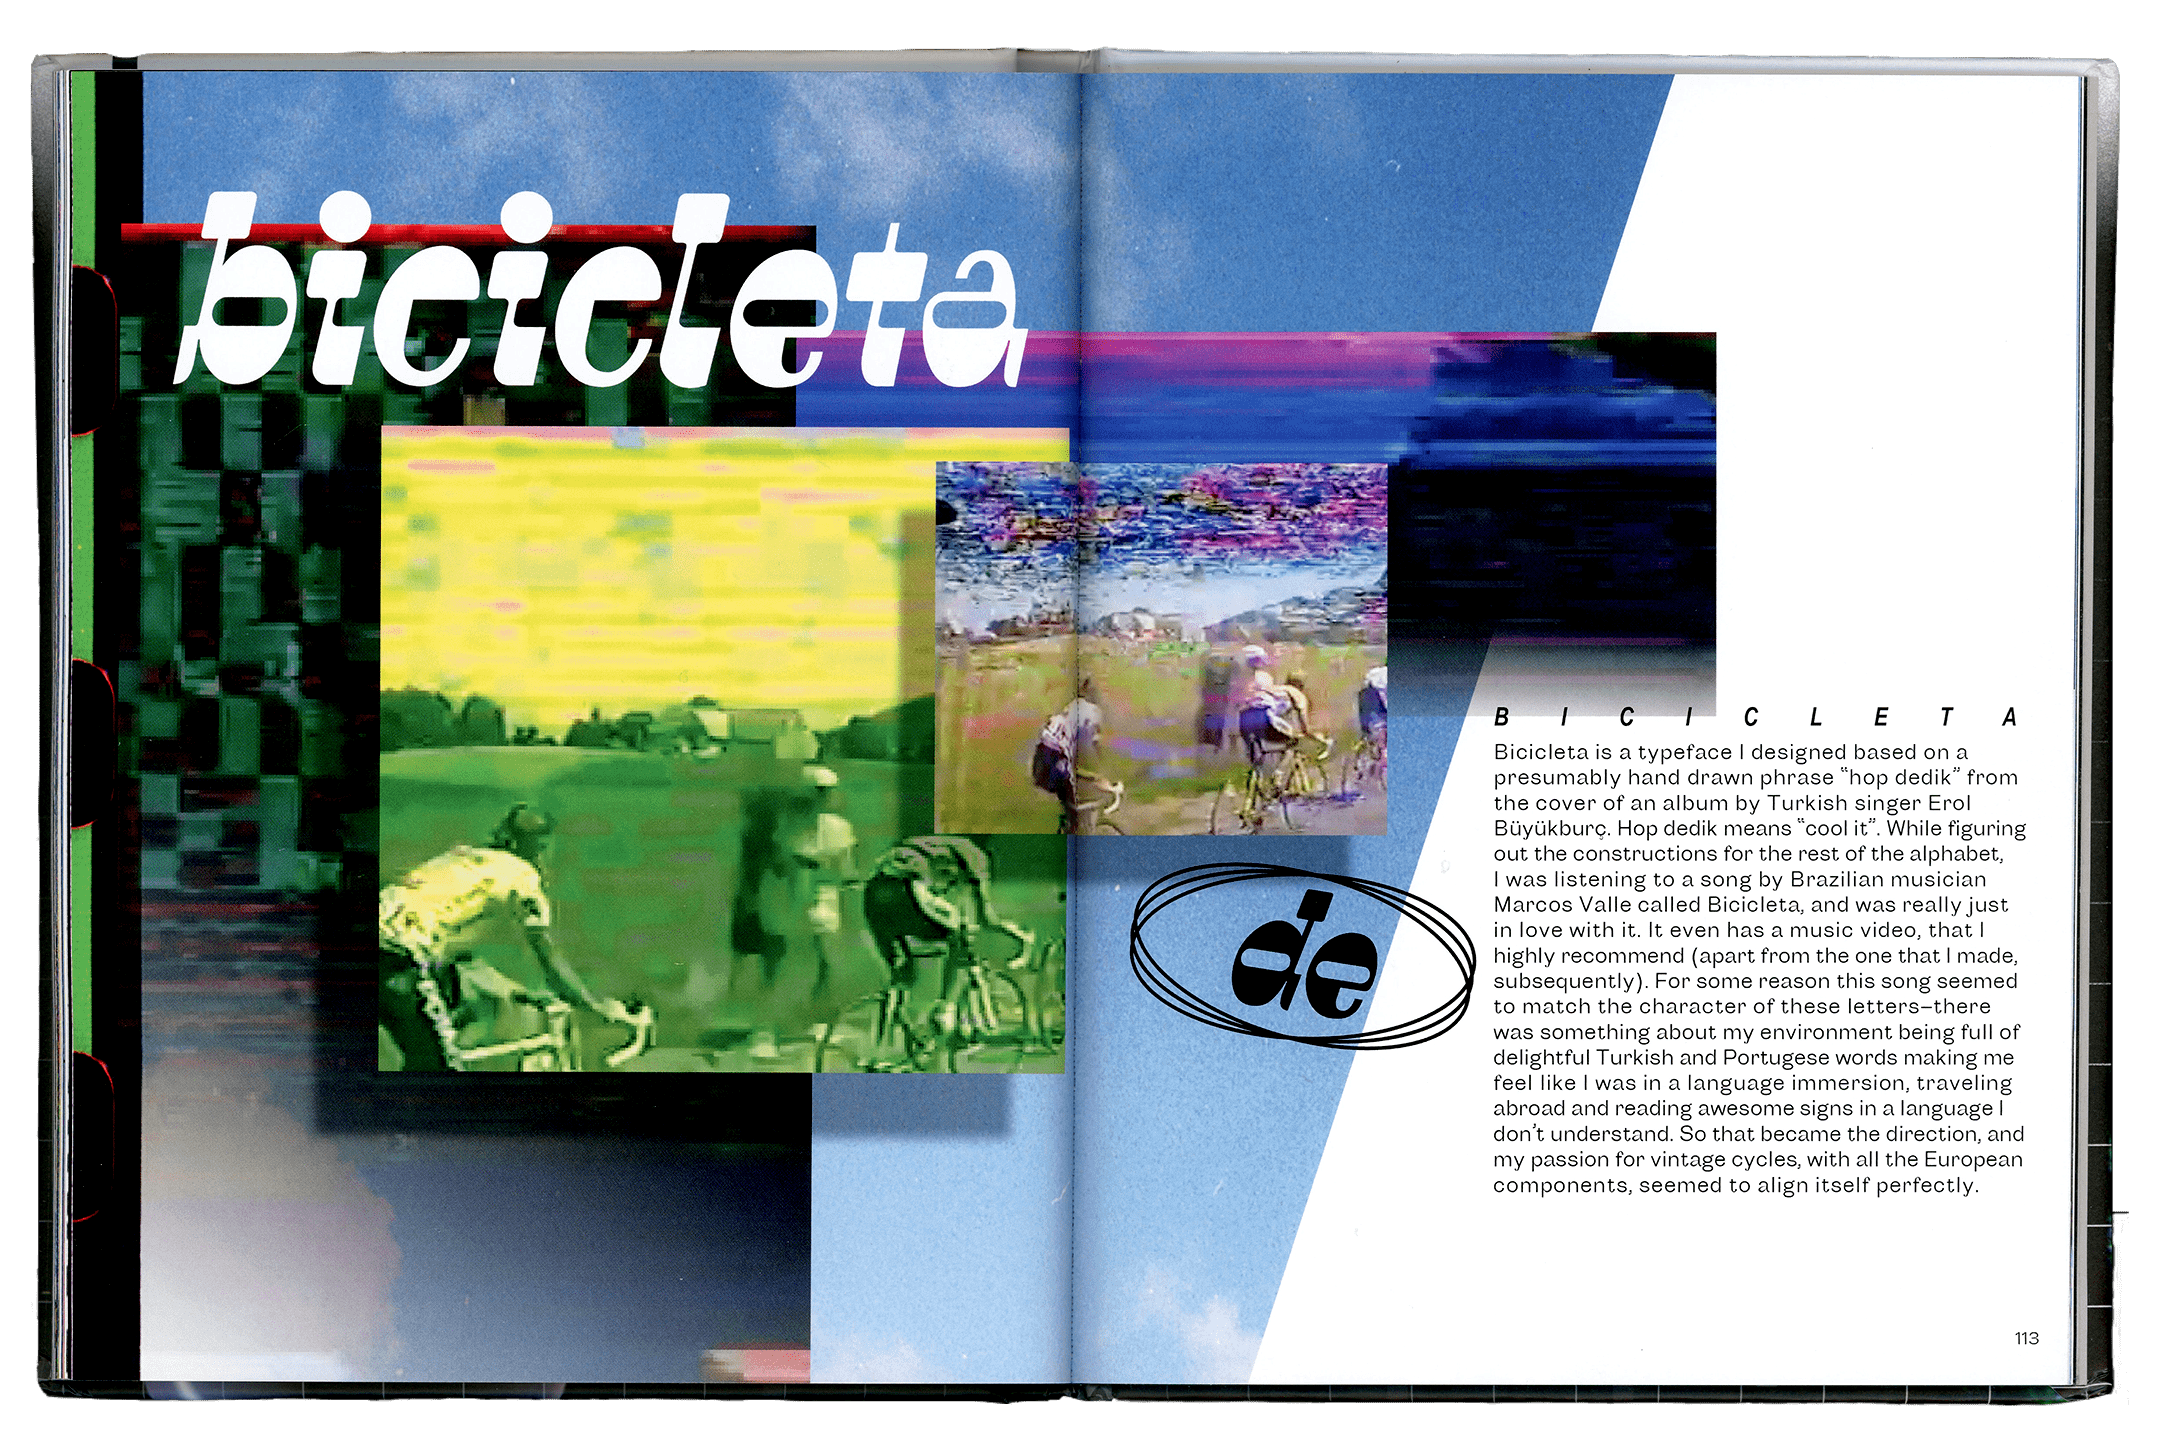 bicicleta
de
BICICLETA
Bicicleta is a typeface I designed based on a
presumably hand drawn phrase “hop dedik” from
the cover of an album by Turkish singer Erol
Büyükburç. Hop dedik means “cool it”. While figuring
out the constructions for the rest of the alphabet,
I was listening to a song by Brazilian musician
Marcos Valle called Bicicleta, and was really just
in love with it. It even has a music video, that I
highly recommend (apart from the one that I made,
subsequently). For some reason this song seemed
to match the character of these letters–there
was something about my environment being full of
delightful Turkish and Portugese words making me
feel like I was in a language immersion, traveling
abroad and reading awesome signs in a language I
don’t understand. So that became the direction, and
my passion for vintage cycles, with all the European
components, seemed to align itself perfectly.
113